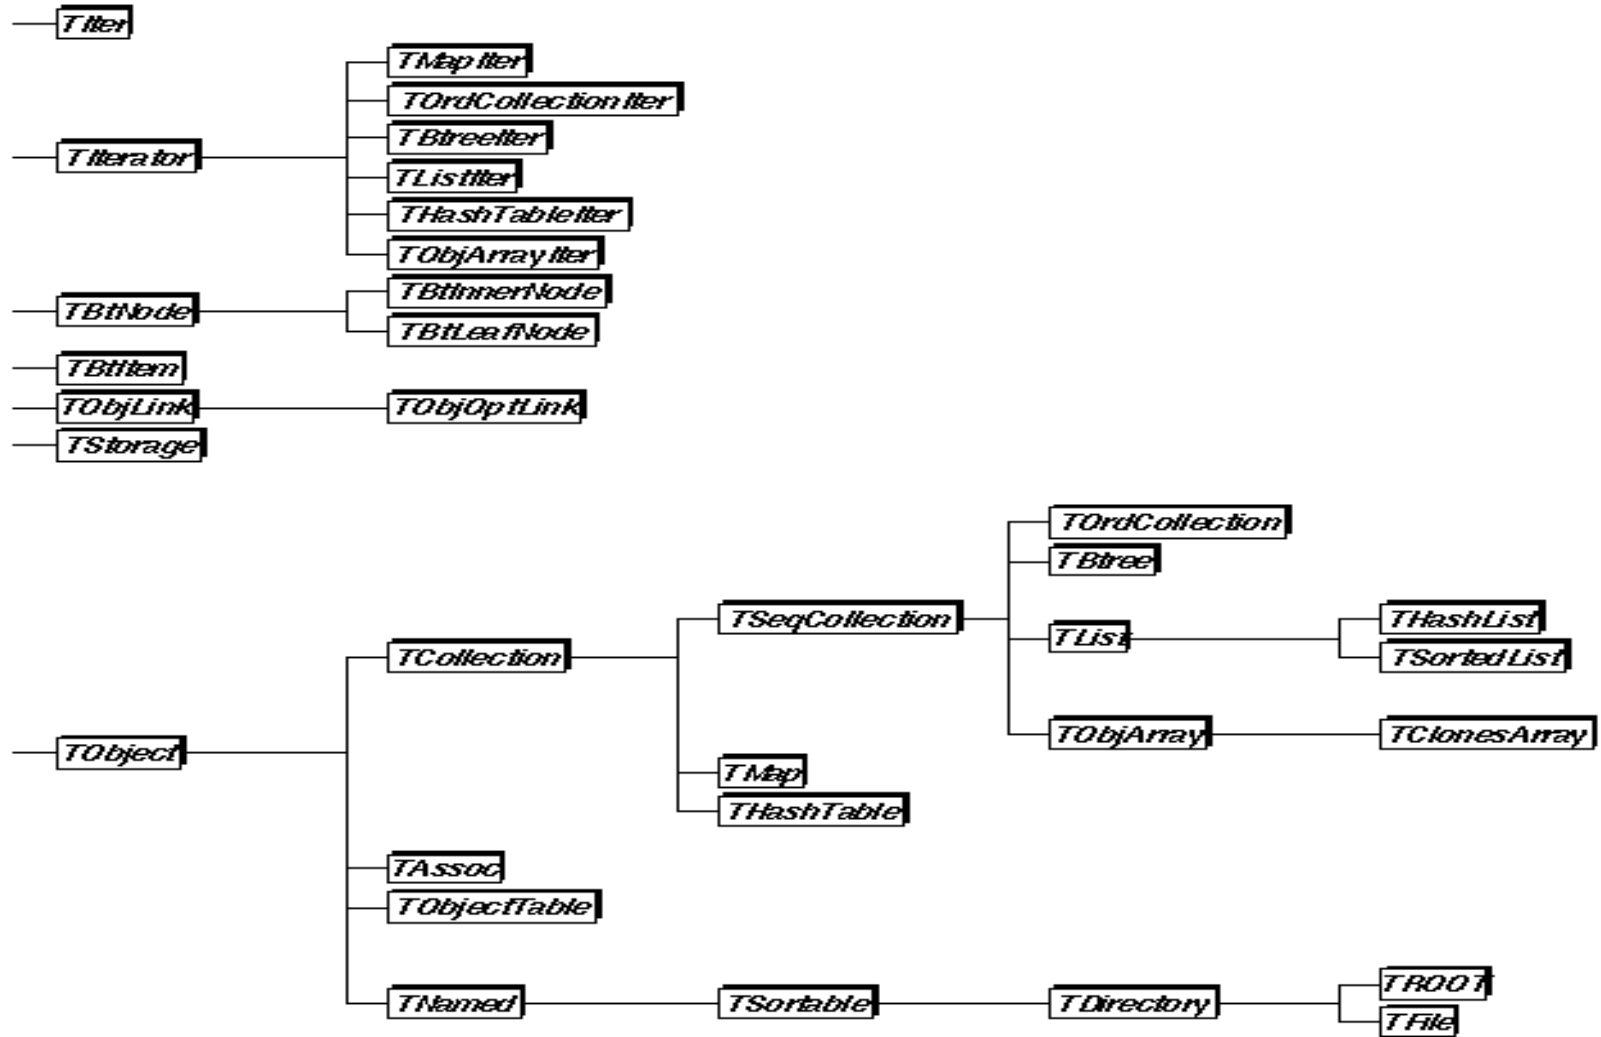 TIter
TMapIter
TOrdCollectionIter
TBtreeIter
TIterator
TListIter
THashTableIter
TObjArrayIter
TBtInnerNode
TBtNode
TBtLeafNode
TBtItem
TObjLink
TObjOptLink
TStorage
TOrdCollection
TBtree
TSeqCollection
THashList
TList
TCollection
TSortedList
TObjArray
TClonesArray
TObject
TMap
THashTable
TAssoc
TObjectTable
TROOT
TNamed
TSortable
TDirectory
TFile